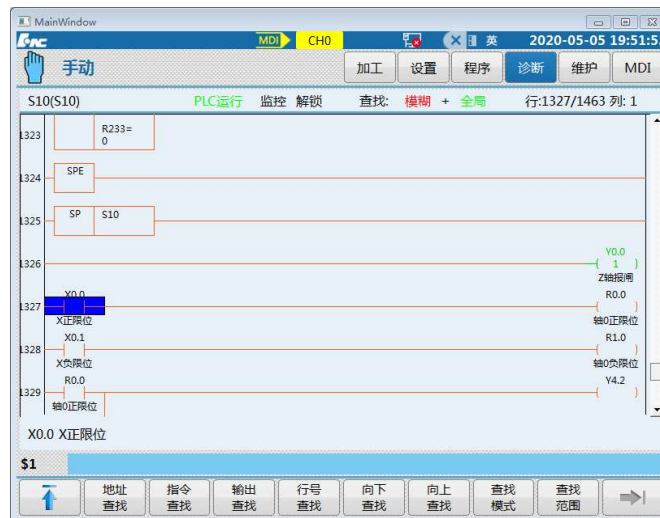 MainWindow
MDI CH0 英 2020-05-05 19:51:5
手动 加工 设置 程序 诊断 维护 MDI
S10(S10) PLC运行 监控 解锁 查找: 模糊 + 全局 行:1327/1463 列: 1
1323 R233=
0
1324 SPE
1325 SP S10
Y0.0
1326 ( 1 )
Z轴报闸
X0.0 R0.0
1327 ( )
X正限位 轴0正限位
X0.1 R1.0
1328 ( )
X负限位 轴0负限位
R0.0 Y4.2
1329 ( )
轴0正限位
X0.0 X正限位
$1
地址 指令 输出 行号 向下 向上 查找 查找
查找 查找 查找 查找 查找 查找 模式 范围